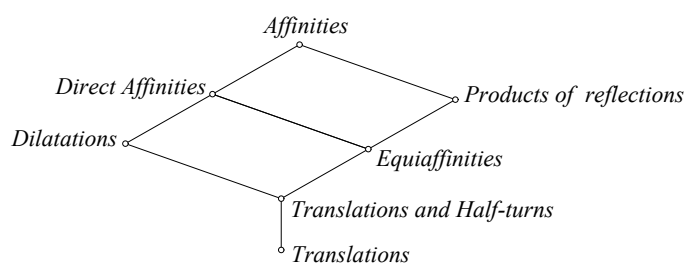 Affinities
Direct Affinities
Products of reflections
Dilatations
Equiaffinities
Translations and Half-turns
Translations